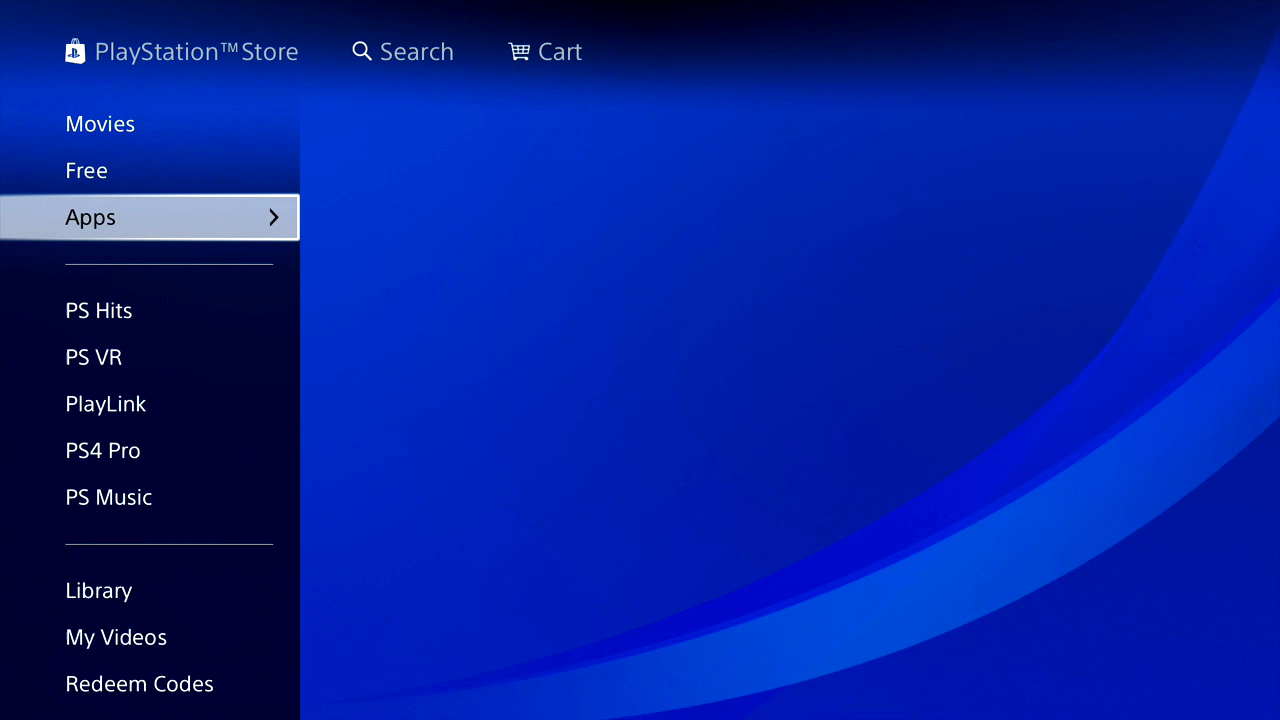 PlayStation™Store
Search
Cart
Movies
Free
Apps
PS Hits
PS VR
PlayLink
PS4 Pro
PS Music
Library
My Videos
Redeem Codes